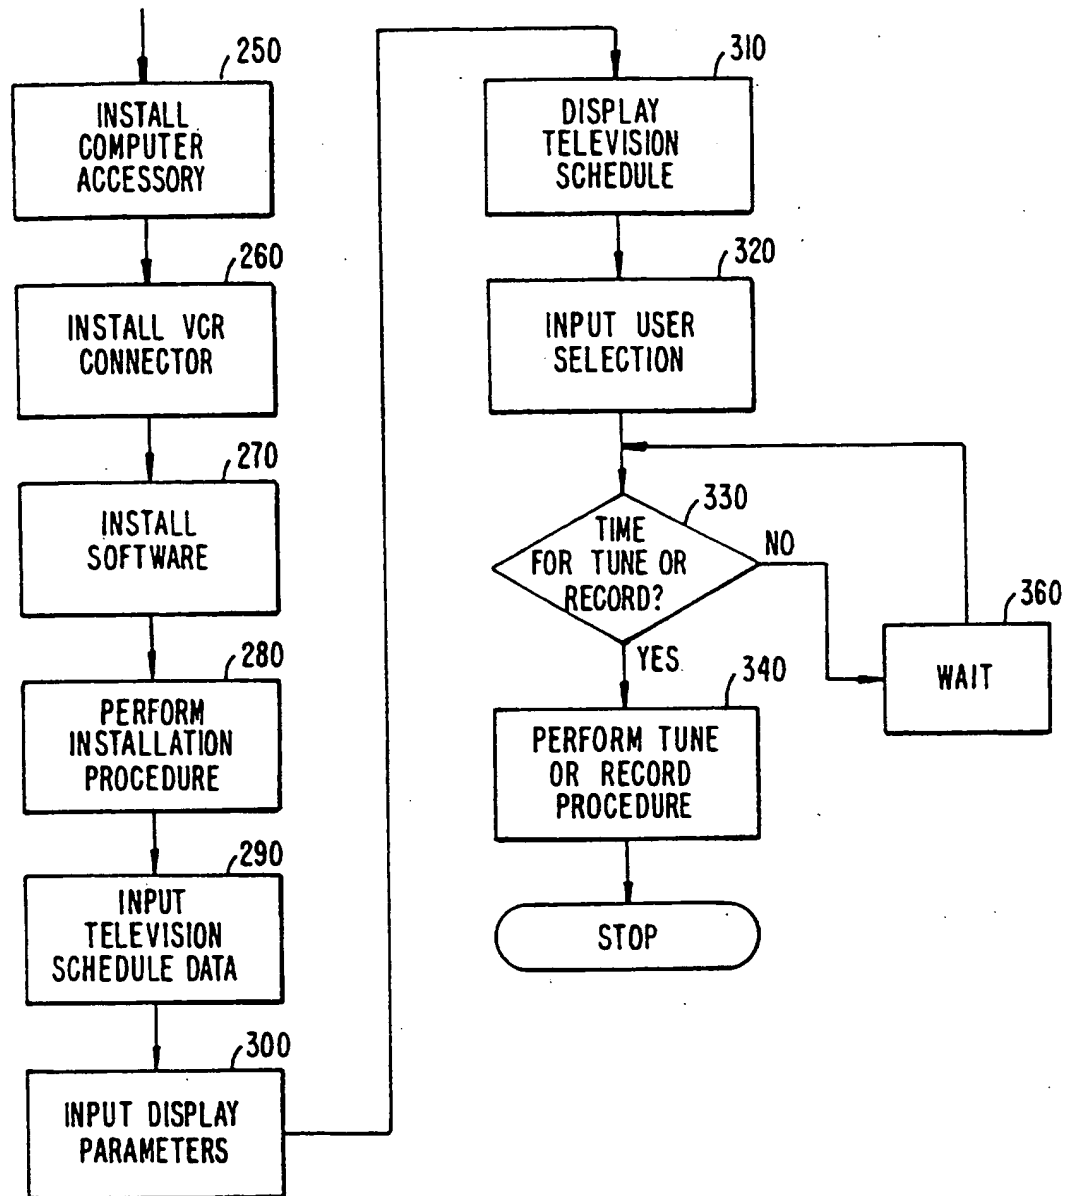 250
INSTALL
COMPUTER
ACCESSORY
260
INSTALL VCR
CONNECTOR
270
INSTALL
SOFTWARE
280
PERFORM
INSTALLATION
PROCEDURE
290
INPUT
TELEVISION
SCHEDULE DATA
300
INPUT DISPLAY
PARAMETERS
310
DISPLAY
TELEVISION
SCHEDULE
320
INPUT USER
SELECTION
330
TIME
FOR TUNE OR
RECORD?
NO
YES
360
WAIT
340
PERFORM TUNE
OR RECORD
PROCEDURE
STOP